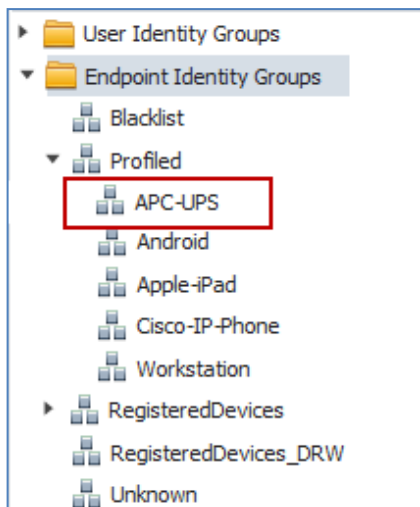 User Identity Groups
Endpoint Identity Groups
Blacklist
Profiled
APC-UPS
Android
Apple-iPad
Cisco-IP-Phone
Workstation
RegisteredDevices
RegisteredDevices_DRW
Unknown